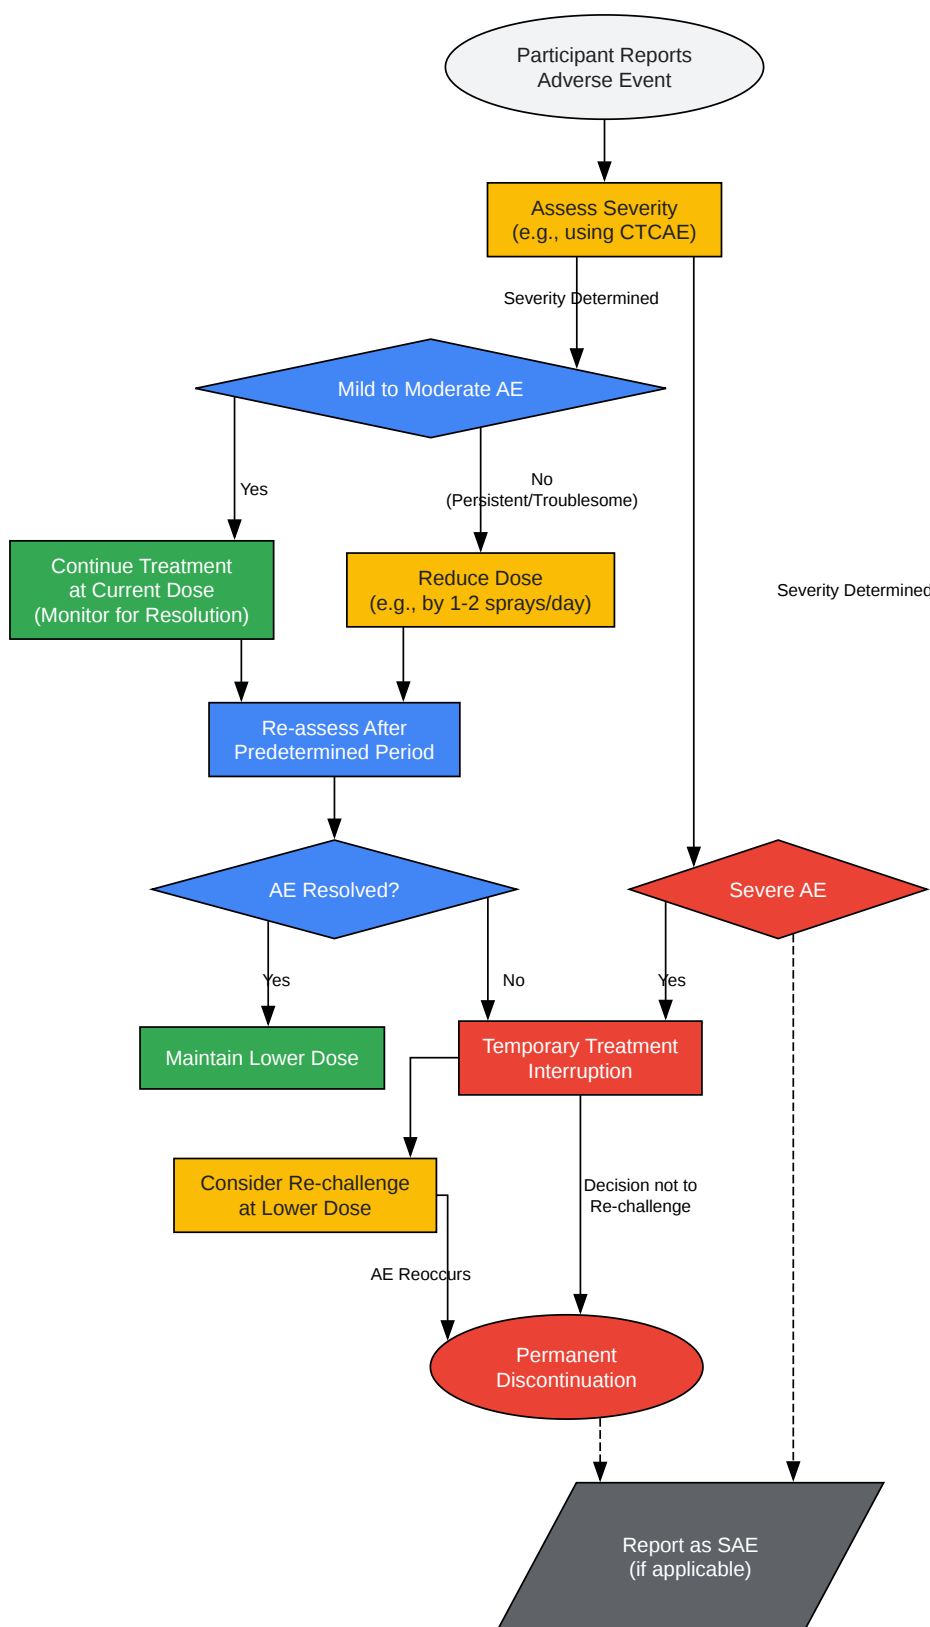 Participant Reports
Adverse Event
Assess Severity
(e.g., using CTCAE)
Severity Determined
Mild to Moderate AE
Yes
No
(Persistent/Troublesome)
Continue Treatment
at Current Dose
(Monitor for Resolution)
Reduce Dose
(e.g., by 1-2 sprays/day)
Severity Determined
Re-assess After
Predetermined Period
AE Resolved?
Severe AE
Yes
No
Yes
Maintain Lower Dose
Temporary Treatment
Interruption
Consider Re-challenge
at Lower Dose
Decision not to
Re-challenge
AE Reoccurs
Permanent
Discontinuation
Report as SAE
(if applicable)